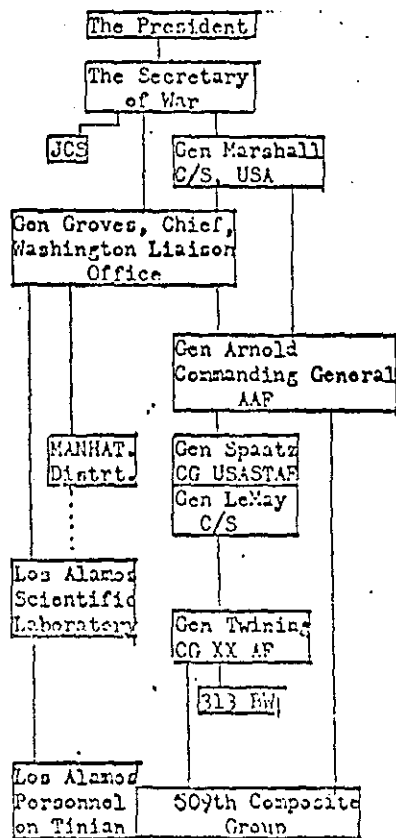 The President
The Secretary
of War
JCS
Gen Marshall
C/S, USA
Gen Groves, Chief,
Washington Liaison
Office
Gen Arnold
Commanding General
AAF
MANHAT.
Distrt.
Gen Spaatz
CG USASTAF
Gen LeMay
C/S
Los Alamos
Scientific
Laboratory
Gen Twining
CG XX AF
313 BW
Los Alamos
Personnel
on Tinian
509th Composite
Group